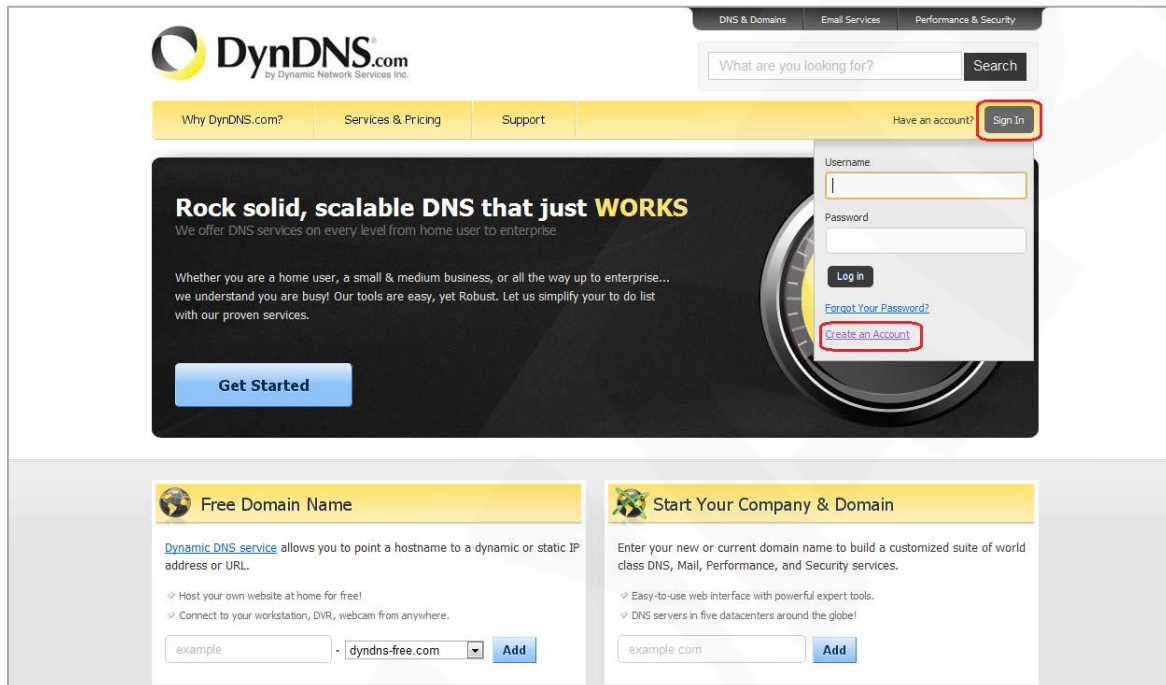 DNS & Domains Email Services Performance & Security
DynDNS.com
by Dynamic Network Services Inc.
What are you looking for? Search
Why DynDNS.com? Services & Pricing Support Have an account? Sign In
Username
Password
Log in
Forgot Your Password?
Create an Account
Rock solid, scalable DNS that just WORKS
We offer DNS services on every level from home user to enterprise
Whether you are a home user, a small & medium business, or all the way up to enterprise...
we understand you are busy! Our tools are easy, yet Robust. Let us simplify your to do list
with our proven services.
Get Started
Free Domain Name
Dynamic DNS service allows you to point a hostname to a dynamic or static IP
address or URL.
Host your own website at home for free!
Connect to your workstation, DVR, webcam from anywhere.
example . dyndns-free.com Add
Start Your Company & Domain
Enter your new or current domain name to build a customized suite of world
class DNS, Mail, Performance, and Security services.
Easy-to-use web interface with powerful expert tools.
DNS servers in five datacenters around the globe!
example.com Add